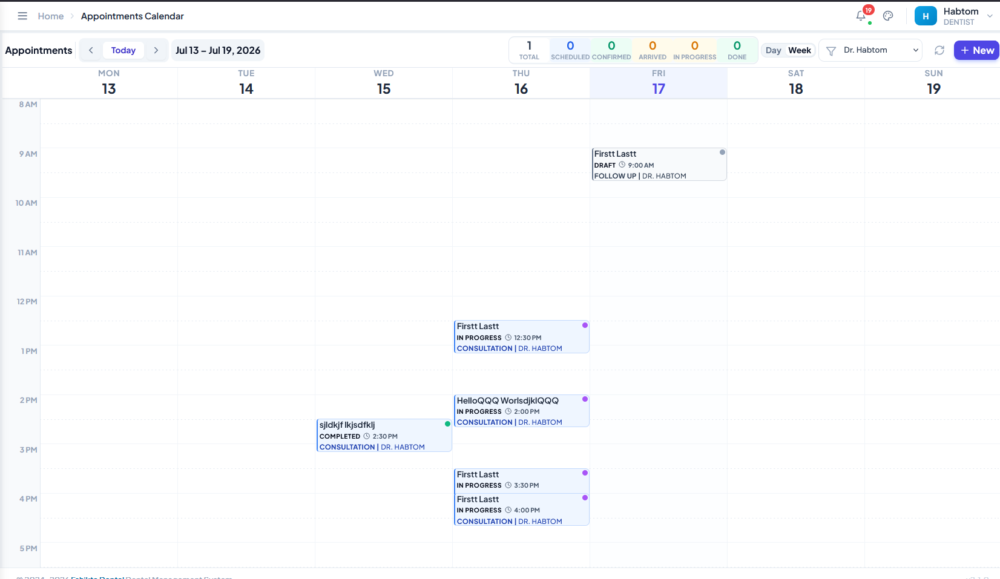 Home > Appointments Calendar
19
H
Habtom
DENTIST
Appointments
Today
Jul 13 – Jul 19, 2026
1 TOTAL
0 SCHEDULED
0 CONFIRMED
0 ARRIVED
0 IN PROGRESS
0 DONE
Day Week
Dr. Habtom
+ New
MON 13
TUE 14
WED 15
THU 16
FRI 17
SAT 18
SUN 19
8 AM
9 AM
Firstt Lastt
DRAFT 9:00 AM
FOLLOW UP | DR. HABTOM
10 AM
11 AM
12 PM
Firstt Lastt
IN PROGRESS 12:30 PM
CONSULTATION | DR. HABTOM
1 PM
2 PM
HelloQQQ WorlsdjklQQQ
IN PROGRESS 2:00 PM
CONSULTATION | DR. HABTOM
sjldkjf lkjsdfklj
COMPLETED 2:30 PM
CONSULTATION | DR. HABTOM
3 PM
Firstt Lastt
IN PROGRESS 3:30 PM
4 PM
Firstt Lastt
IN PROGRESS 4:00 PM
CONSULTATION | DR. HABTOM
5 PM